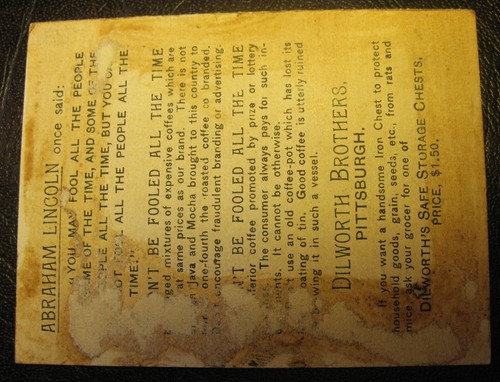 ABRAHAM LINCOLN once said:
"YOU MAY FOOL ALL THE PEOPLE
ME OF THE TIME, AND SOME OF THE
PLE ALL THE TIME, BUT YOU
NOT FOOL ALL THE PEOPLE ALL THE
TIME."
N'T BE FOOLED ALL THE TIME
ged mixtures of expensive coffees which are
at same prices as our brand. There is not
Java and Mocha brought to this country to
one-fourth the roasted coffee so branded.
encourage fraudulent branding or advertising.
'T BE FOOLED ALL THE TIME
ferior coffee promoted by prize or lottery
The consumer always pays for such in-
ments. It cannot be otherwise.
t use an old coffee-pot which has lost its
oating of tin. Good coffee is utterly ruined
wing it in such a vessel.
DILWORTH BROTHERS,
PITTSBURGH.
If you want a handsome Iron Chest to protect
household goods, grain, seeds, etc., from rats and
mice, ask your grocer for one of
DILWORTH'S SAFE STORAGE CHESTS.
PRICE, $1.50.